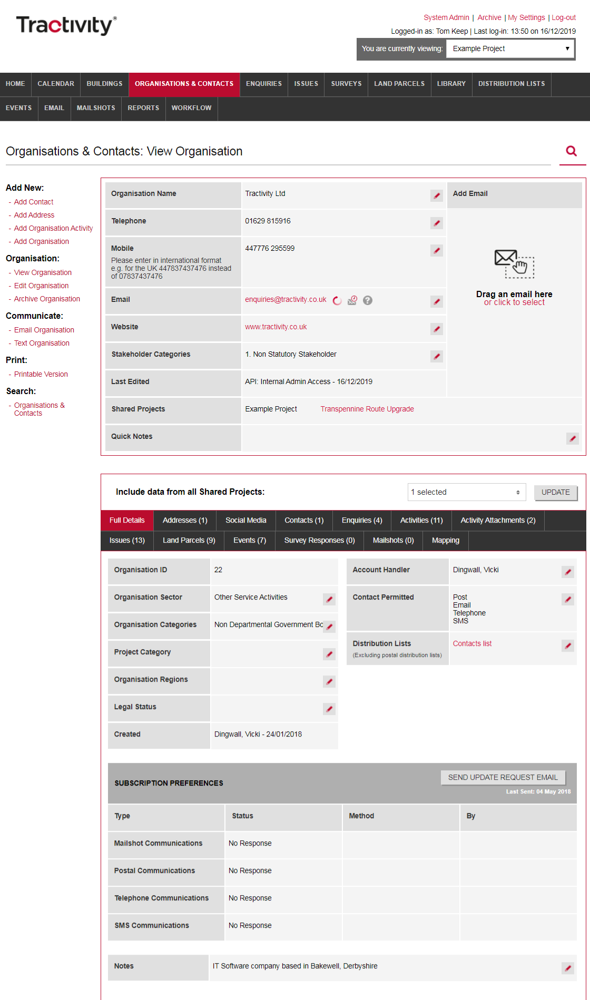 Tractivity®
System Admin | Archive | My Settings | Log-out
Logged-in as: Tom Keep | Last log-in: 13:50 on 16/12/2019
You are currently viewing: Example Project
HOME CALENDAR BUILDINGS ORGANISATIONS & CONTACTS ENQUIRIES ISSUES SURVEYS LAND PARCELS LIBRARY DISTRIBUTION LISTS
EVENTS EMAIL MAILSHOTS REPORTS WORKFLOW
Organisations & Contacts: View Organisation
Add New:
- Add Contact
- Add Address
- Add Organisation Activity
- Add Organisation
Organisation:
- View Organisation
- Edit Organisation
- Archive Organisation
Communicate:
- Email Organisation
- Text Organisation
Print:
- Printable Version
Search:
- Organisations &
Contacts
Organisation Name Tractivity Ltd
Telephone 01629 815916
Mobile 447776 295599
Please enter in international format
e.g. for the UK 447837437476 instead
of 07837437476
Email enquiries@tractivity.co.uk ?
Website www.tractivity.co.uk
Stakeholder Categories 1. Non Statutory Stakeholder
Last Edited API: Internal Admin Access - 16/12/2019
Add Email
Drag an email here
or click to select
Shared Projects Example Project Transpennine Route Upgrade
Quick Notes
Include data from all Shared Projects: 1 selected UPDATE
Full Details Addresses (1) Social Media Contacts (1) Enquiries (4) Activities (11) Activity Attachments (2)
Issues (13) Land Parcels (9) Events (7) Survey Responses (0) Mailshots (0) Mapping
Organisation ID 22
Organisation Sector Other Service Activities
Organisation Categories Non Departmental Government Bo
Project Category
Organisation Regions
Legal Status
Created Dingwall, Vicki - 24/01/2018
Account Handler Dingwall, Vicki
Contact Permitted Post
Email
Telephone
SMS
Distribution Lists Contacts list
(Excluding postal distribution lists)
SUBSCRIPTION PREFERENCES SEND UPDATE REQUEST EMAIL
Last Sent: 04 May 2018
Type Status Method By
Mailshot Communications No Response
Postal Communications No Response
Telephone Communications No Response
SMS Communications No Response
Notes IT Software company based in Bakewell, Derbyshire